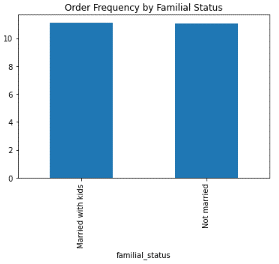 Order Frequency by Familial Status
10
8
6
4
2
0
Married with kids
Not married
familial_status